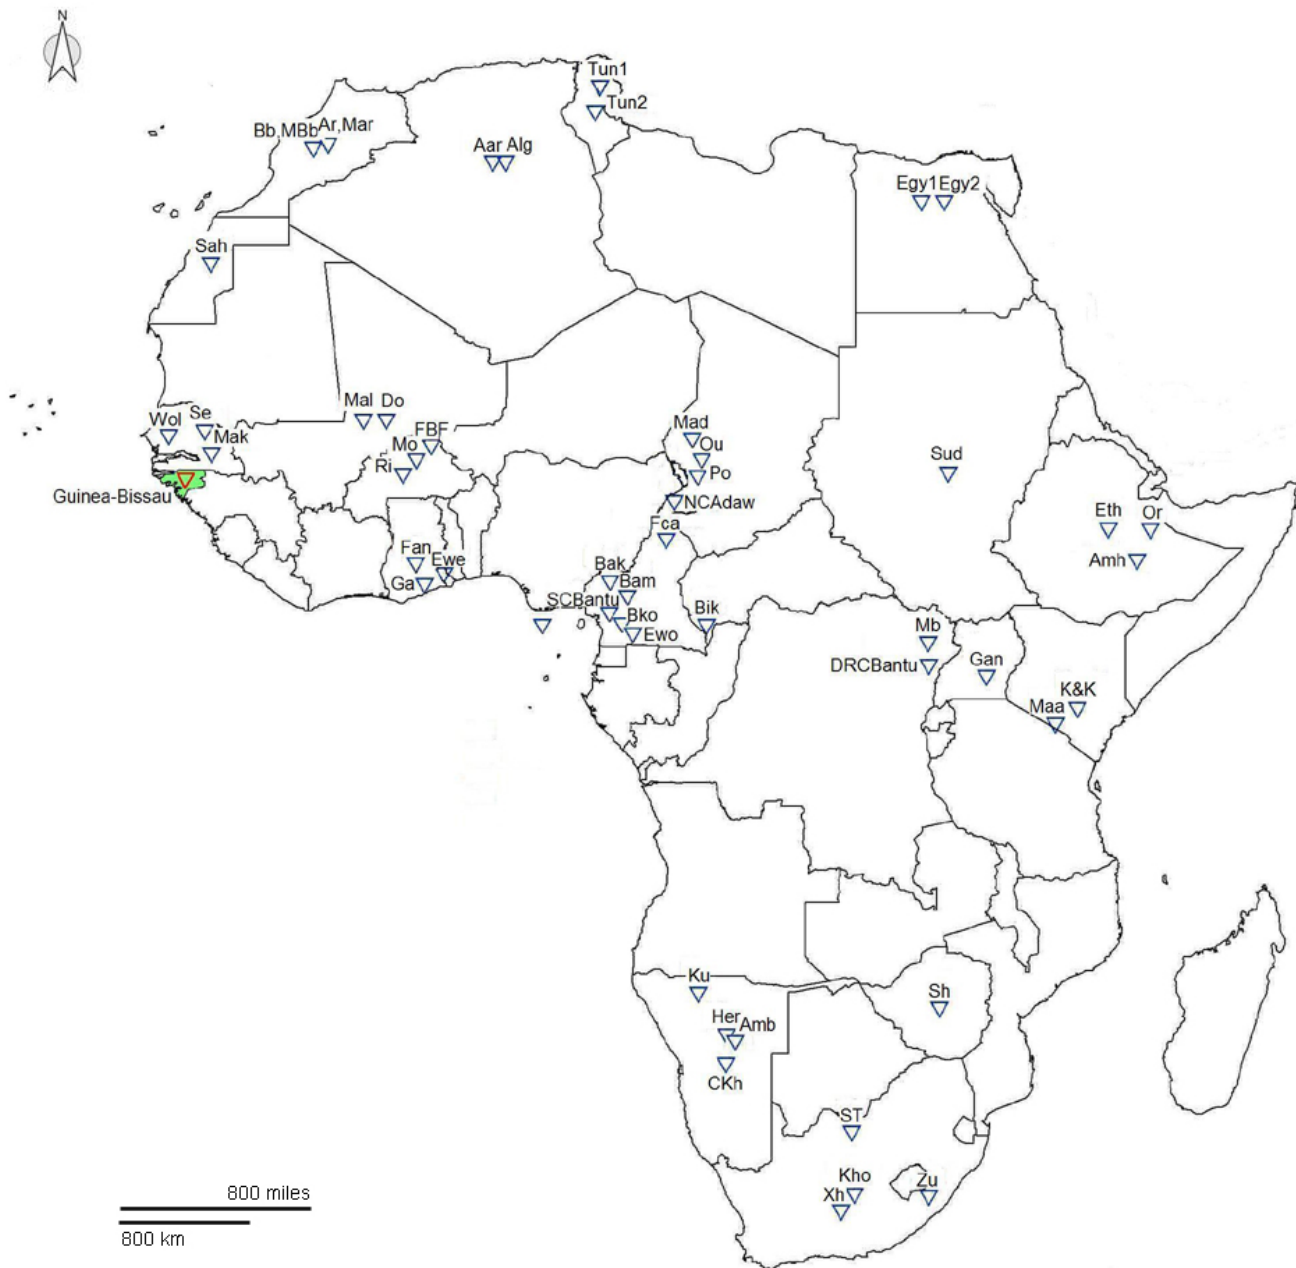 N
Tun1
Tun2
Bb,MBb
Ar,Mar
Aar Alg
Egy1 Egy2
Sah
Mal Do
Wol
Se
Mak
FBF
Mo
Ri
Mad
Ou
Po
NCAdaw
Sud
Guinea-Bissau
Eth
Or
Amh
Fca
Fan
Ewe
Ga
Bak
Bam
SCBantu
Bko
Ewo
Bik
Mb
DRCBantu
Gan
K&K
Maa
Ku
Sh
Her
Amb
CKh
ST
Kho
Xh
Zu
800 miles
800 km